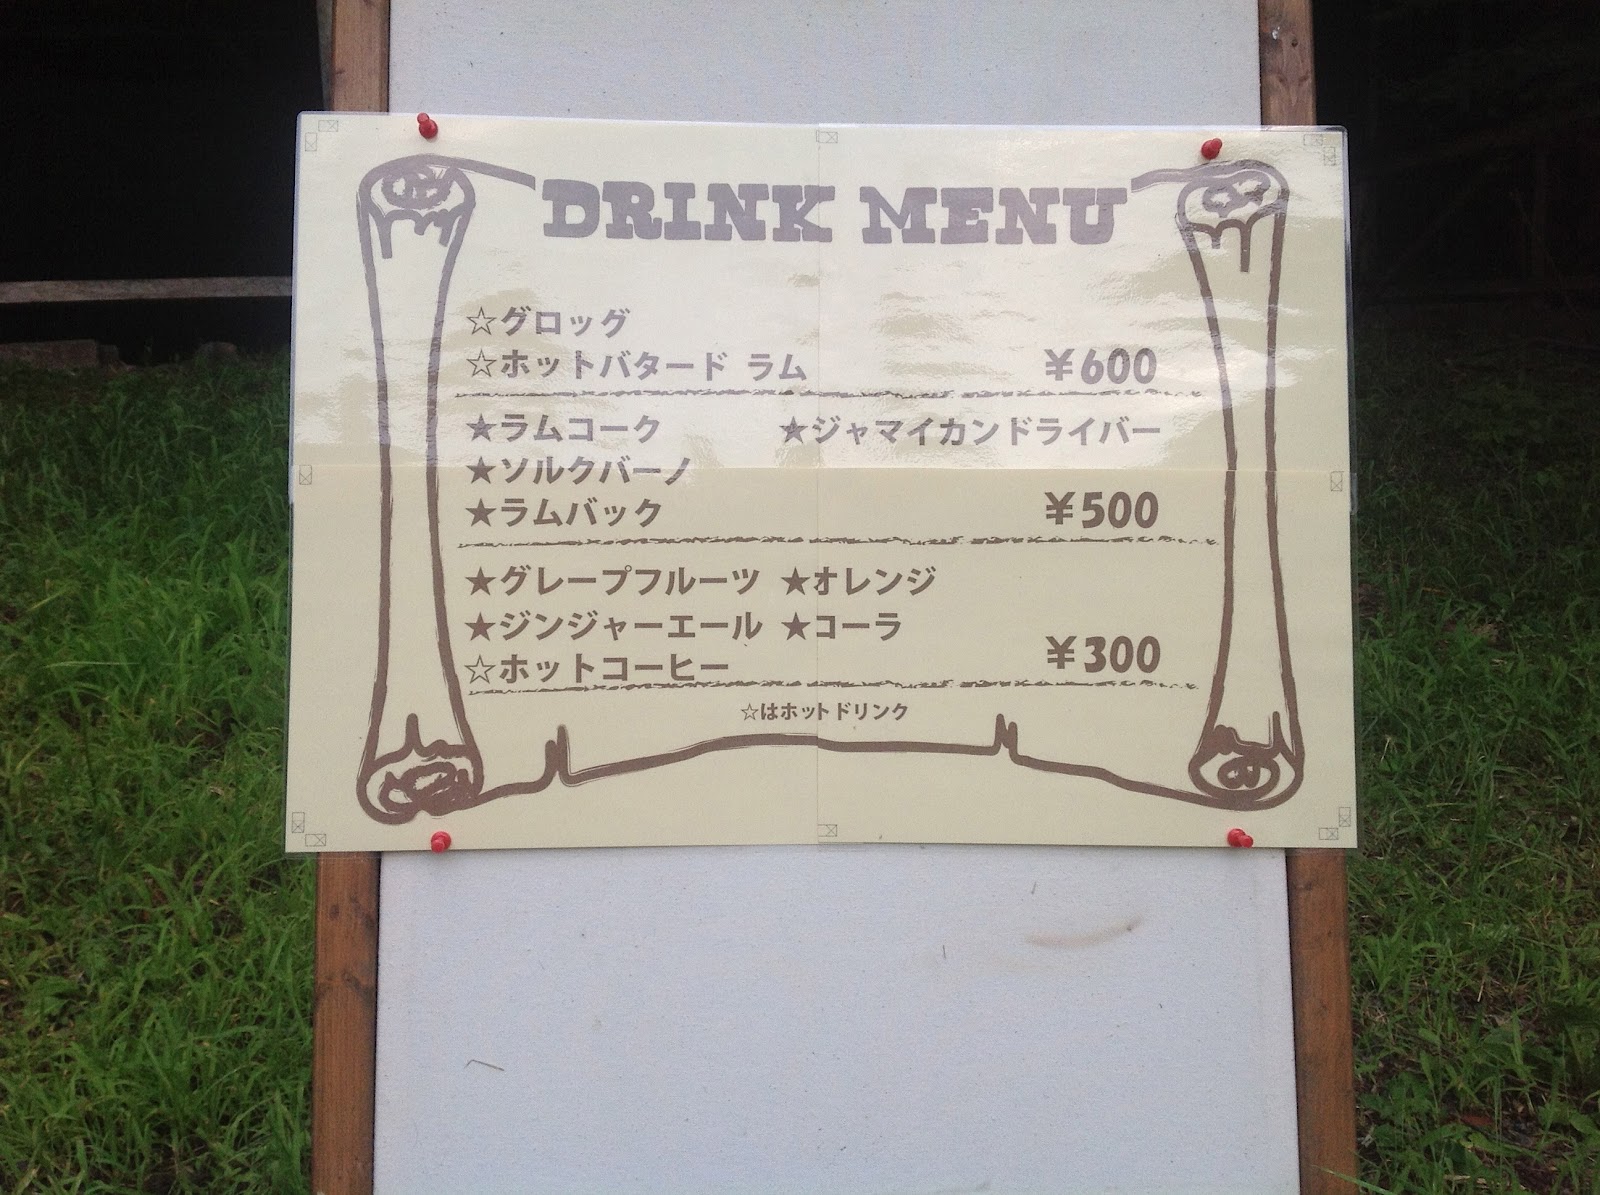 DRINK MENU
☆グロッグ
☆ホットバタード ラム ¥600
★ラムコーク ★ジャマイカンドライバー
★ソルクバーノ
★ラムバック ¥500
★グレープフルーツ ★オレンジ
★ジンジャーエール ★コーラ
☆ホットコーヒー ¥300
☆はホットドリンク